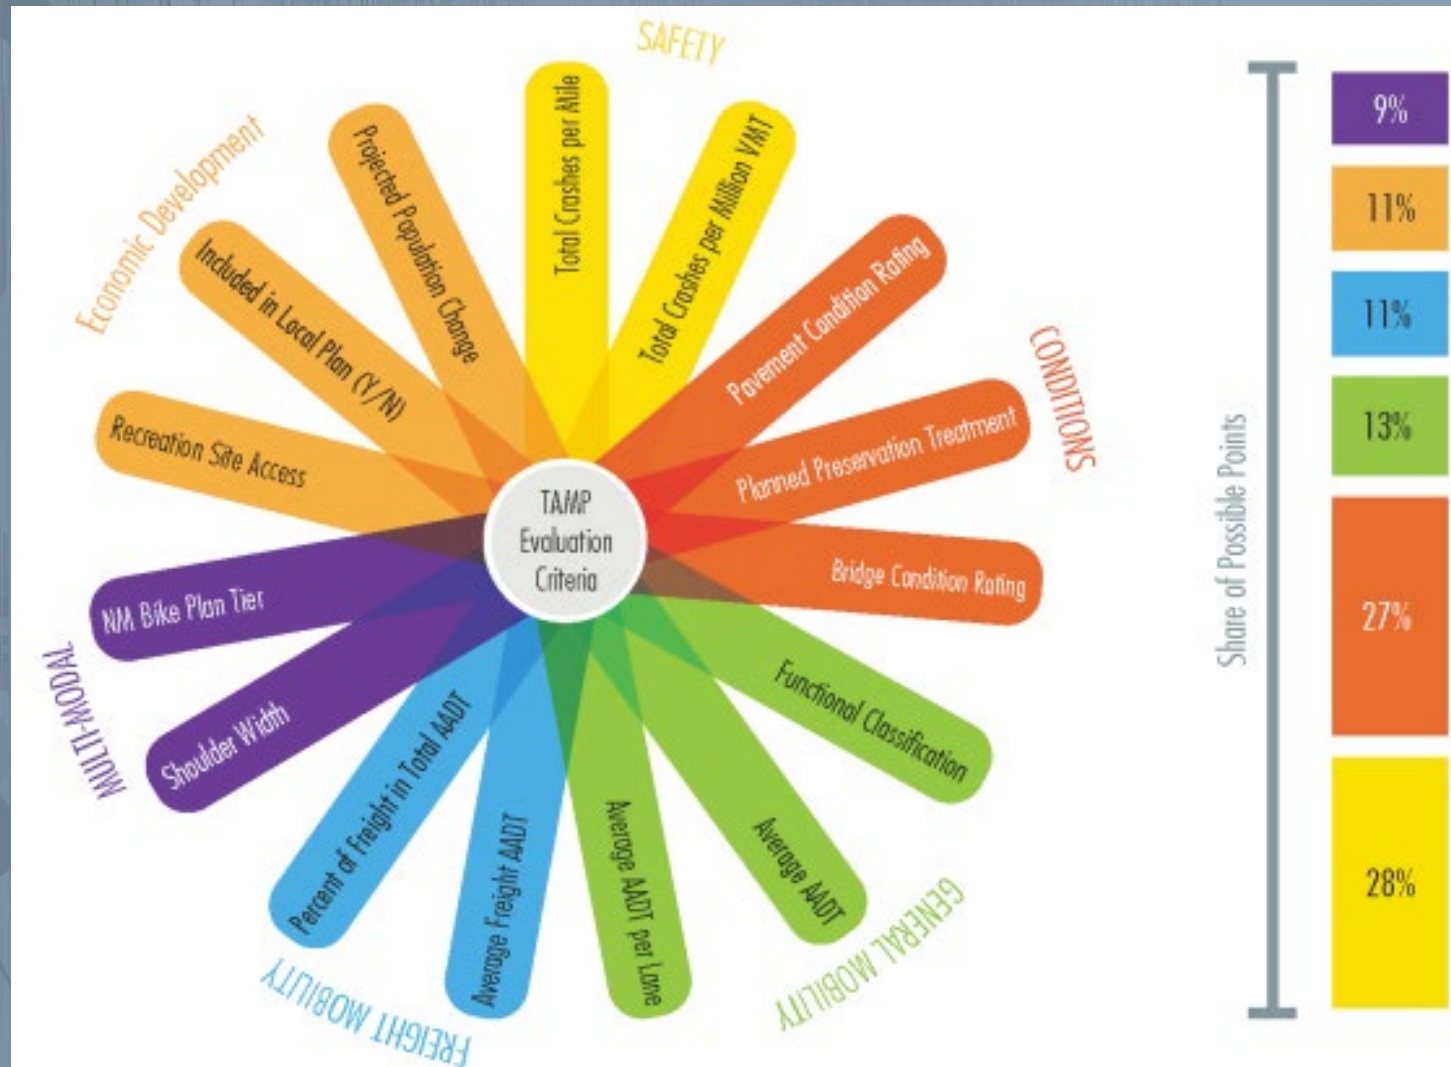 SAFETY
Total Crashes per Mile
Total Crashes per Million VMT
CONDITIONS
Pavement Condition Rating
Planned Preservation Treatment
Bridge Condition Rating
GENERAL MOBILITY
Functional Classification
Average AADT
Average AADT per Lane
FREIGHT MOBILITY
Average Freight AADT
Percent of Freight in Total AADT
MULTI-MODAL
Shoulder Width
NM Bike Plan Tier
Economic Development
Recreation Site Access
Included in Local Plan (Y/N)
Projected Population Change
TAMP
Evaluation
Criteria
Share of Possible Points
9%
11%
11%
13%
27%
28%